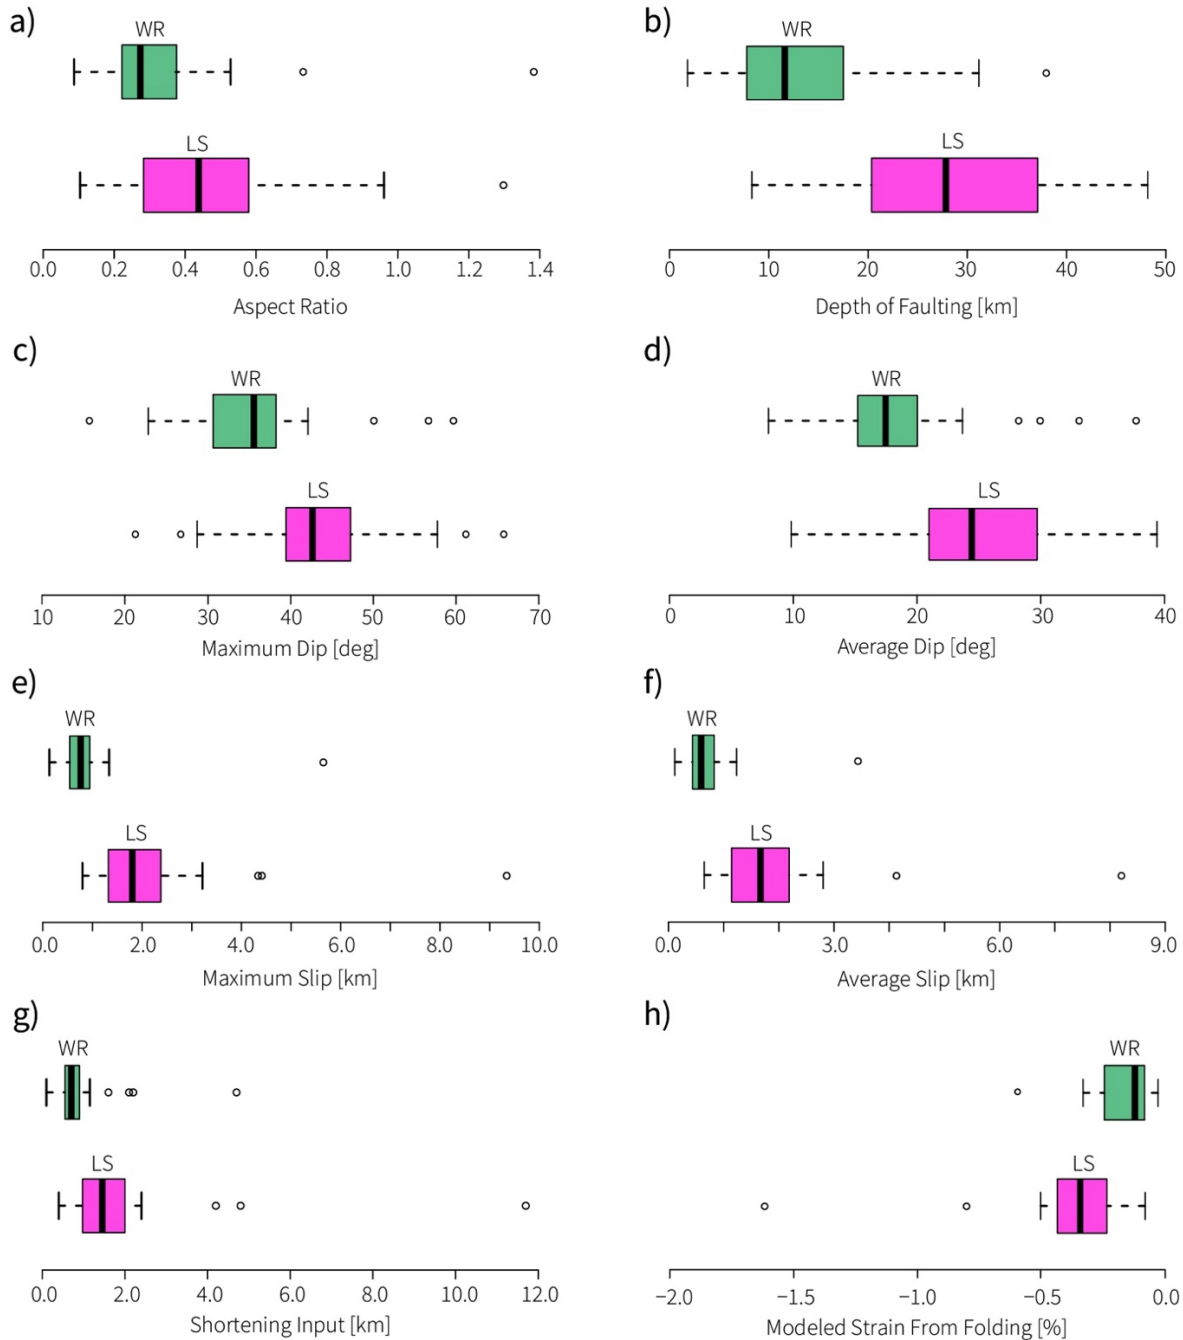 a)
WR
LS
0.0 0.2 0.4 0.6 0.8 1.0 1.2 1.4
Aspect Ratio
b)
WR
LS
0 10 20 30 40 50
Depth of Faulting [km]
c)
WR
LS
10 20 30 40 50 60 70
Maximum Dip [deg]
d)
WR
LS
0 10 20 30 40
Average Dip [deg]
e)
WR
LS
0.0 2.0 4.0 6.0 8.0 10.0
Maximum Slip [km]
f)
WR
LS
0.0 3.0 6.0 9.0
Average Slip [km]
g)
WR
LS
0.0 2.0 4.0 6.0 8.0 10.0 12.0
Shortening Input [km]
h)
WR
LS
−2.0 −1.5 −1.0 −0.5 0.0
Modeled Strain From Folding [%]